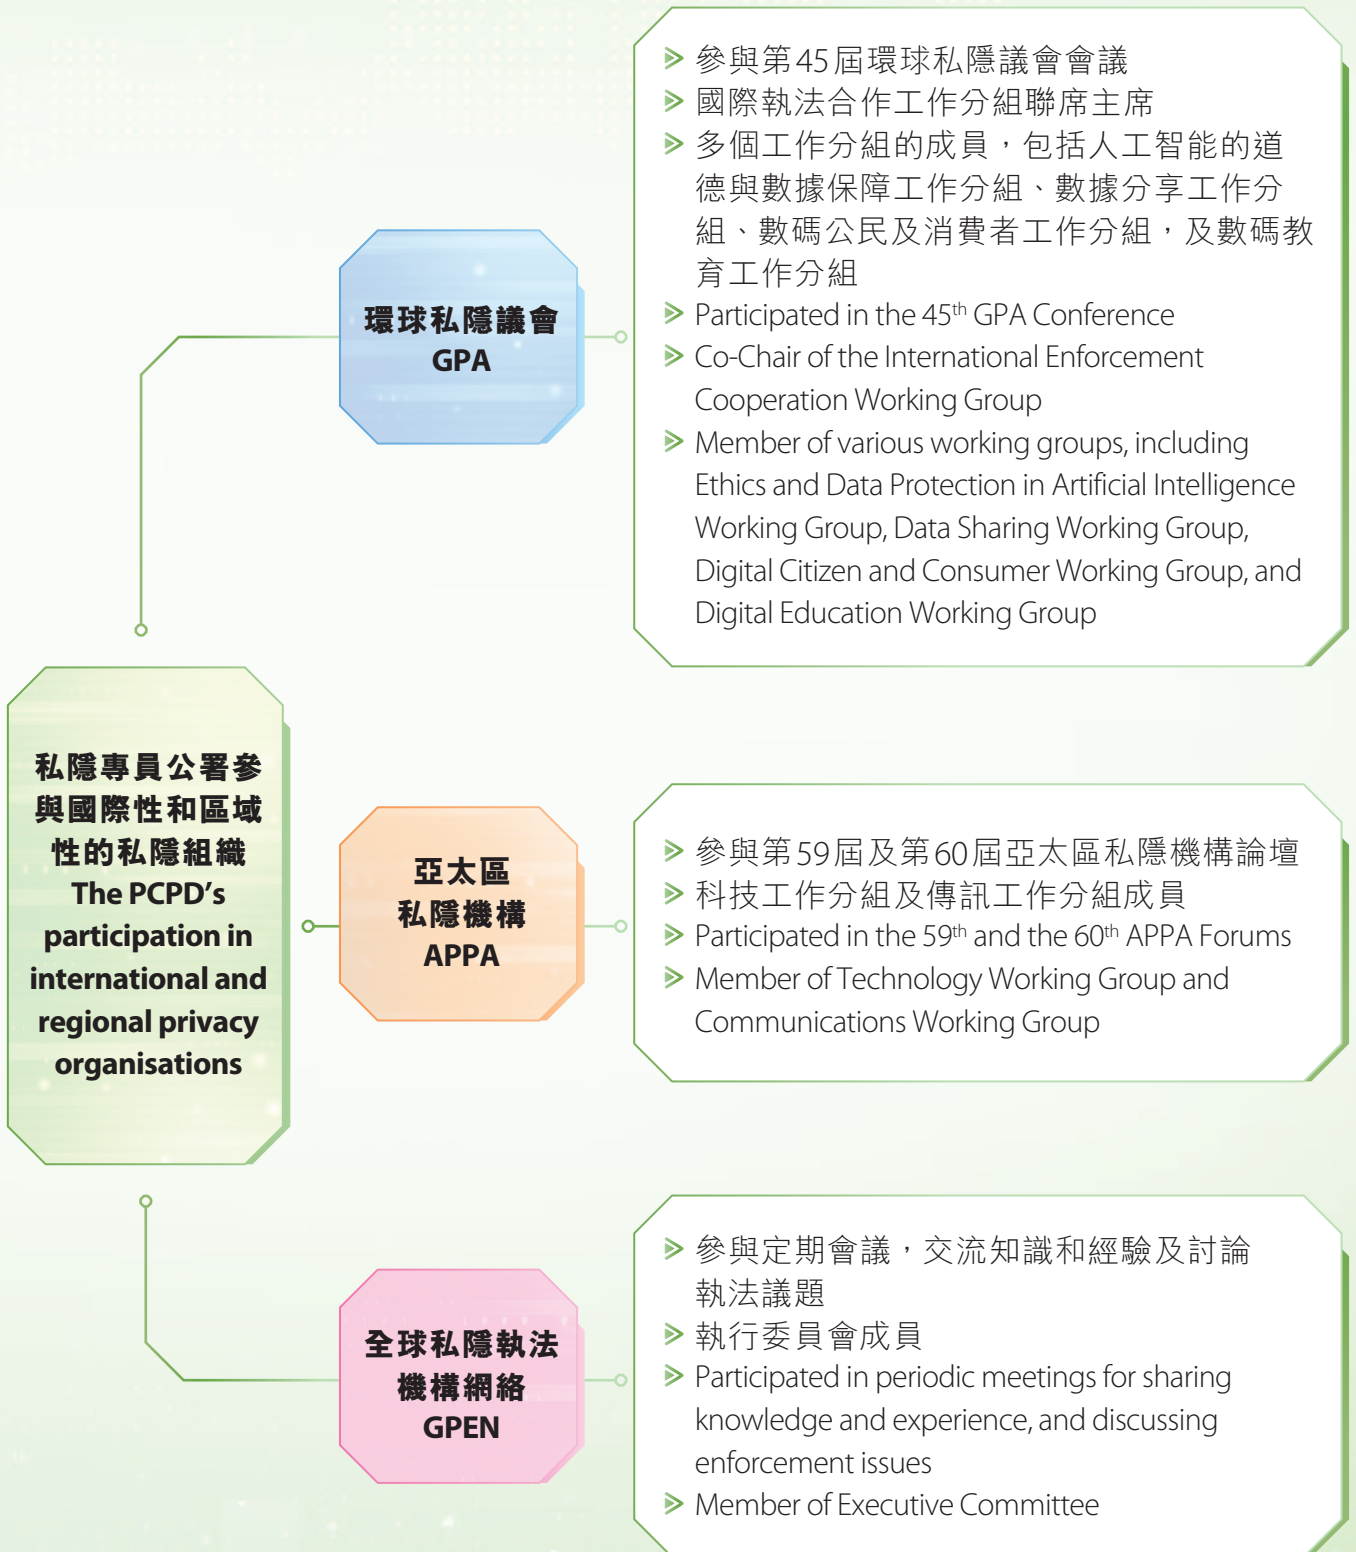 私隱專員公署參
與國際性和區域
性的私隱組織
The PCPD’s
participation in
international and
regional privacy
organisations
環球私隱議會
GPA
參與第45屆環球私隱議會會議
國際執法合作工作分組聯席主席
多個工作分組的成員，包括人工智能的道
德與數據保障工作分組、數據分享工作分
組、數碼公民及消費者工作分組，及數碼教
育工作分組
Participated in the 45th GPA Conference
Co-Chair of the International Enforcement
Cooperation Working Group
Member of various working groups, including
Ethics and Data Protection in Artificial Intelligence
Working Group, Data Sharing Working Group,
Digital Citizen and Consumer Working Group, and
Digital Education Working Group
亞太區
私隱機構
APPA
參與第59屆及第60屆亞太區私隱機構論壇
科技工作分組及傳訊工作分組成員
Participated in the 59th and the 60th APPA Forums
Member of Technology Working Group and
Communications Working Group
全球私隱執法
機構網絡
GPEN
參與定期會議，交流知識和經驗及討論
執法議題
執行委員會成員
Participated in periodic meetings for sharing
knowledge and experience, and discussing
enforcement issues
Member of Executive Committee